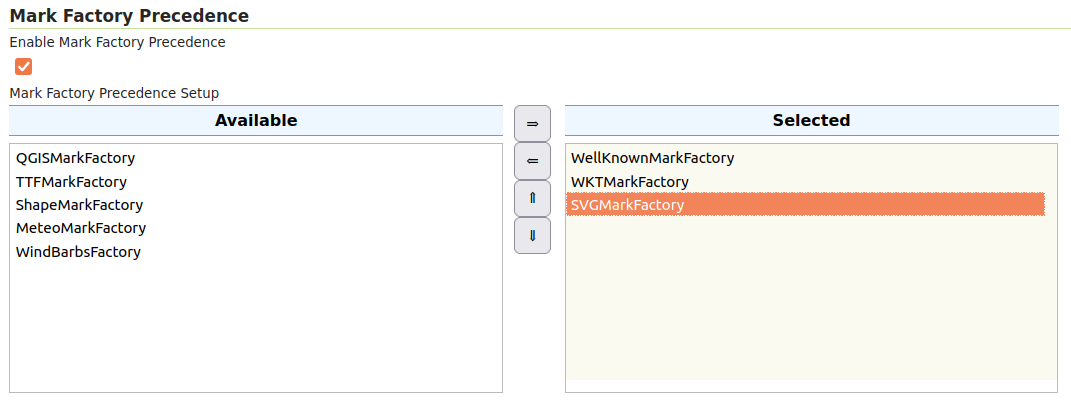 Mark Factory Precedence
Enable Mark Factory Precedence
Mark Factory Precedence Setup
Available
QGISMarkFactory
TTFMarkFactory
ShapeMarkFactory
MeteoMarkFactory
WindBarbsFactory
⇒
⇐
⇑
⇓
Selected
WellKnownMarkFactory
WKTMarkFactory
SVGMarkFactory